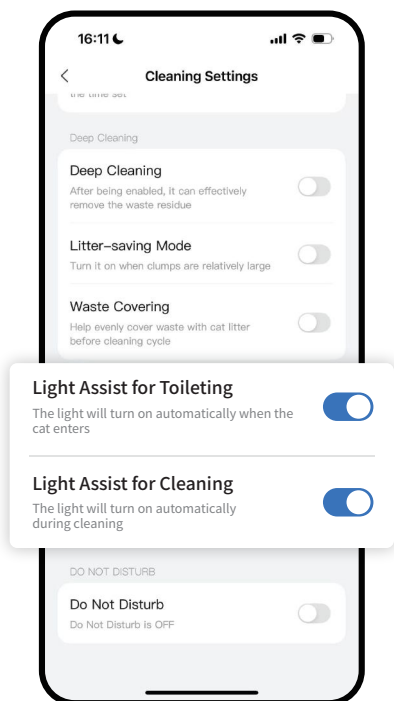 16:11
Cleaning Settings
the time set
Deep Cleaning
Deep Cleaning
After being enabled, it can effectively
remove the waste residue
Litter-saving Mode
Turn it on when clumps are relatively large
Waste Covering
Help evenly cover waste with cat litter
before cleaning cycle
Light Assist for Toileting
The light will turn on automatically when the
cat enters
Light Assist for Cleaning
The light will turn on automatically
during cleaning
DO NOT DISTURB
Do Not Disturb
Do Not Disturb is OFF